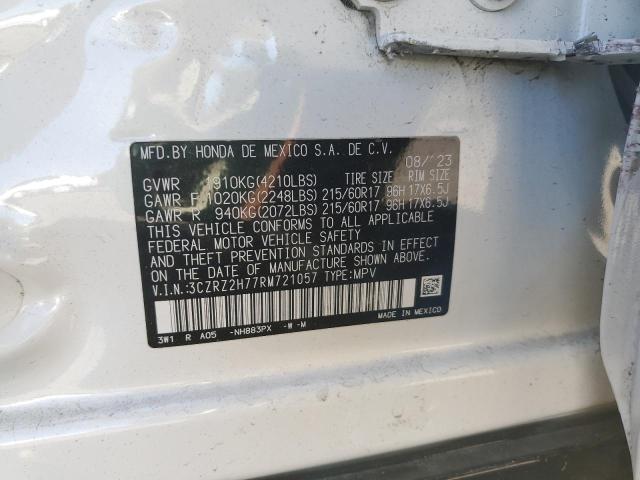 MFD.BY HONDA DE MEXICO S.A. DE C.V. 08/'23
GVWR 1910KG(4210LBS) TIRE SIZE RIM SIZE
GAWR F 1020KG(2248LBS) 215/60R17 96H 17X6.5J
GAWR R 940KG(2072LBS) 215/60R17 96H 17X6.5J
THIS VEHICLE CONFORMS TO ALL APPLICABLE
FEDERAL MOTOR VEHICLE SAFETY
AND THEFT PREVENTION STANDARDS IN EFFECT
ON THE DATE OF MANUFACTURE SHOWN ABOVE.
V.I.N.:3CZRZ2H77RM721057 TYPE:MPV
3W1 R A05 -NH883PX -W -M MADE IN MEXICO